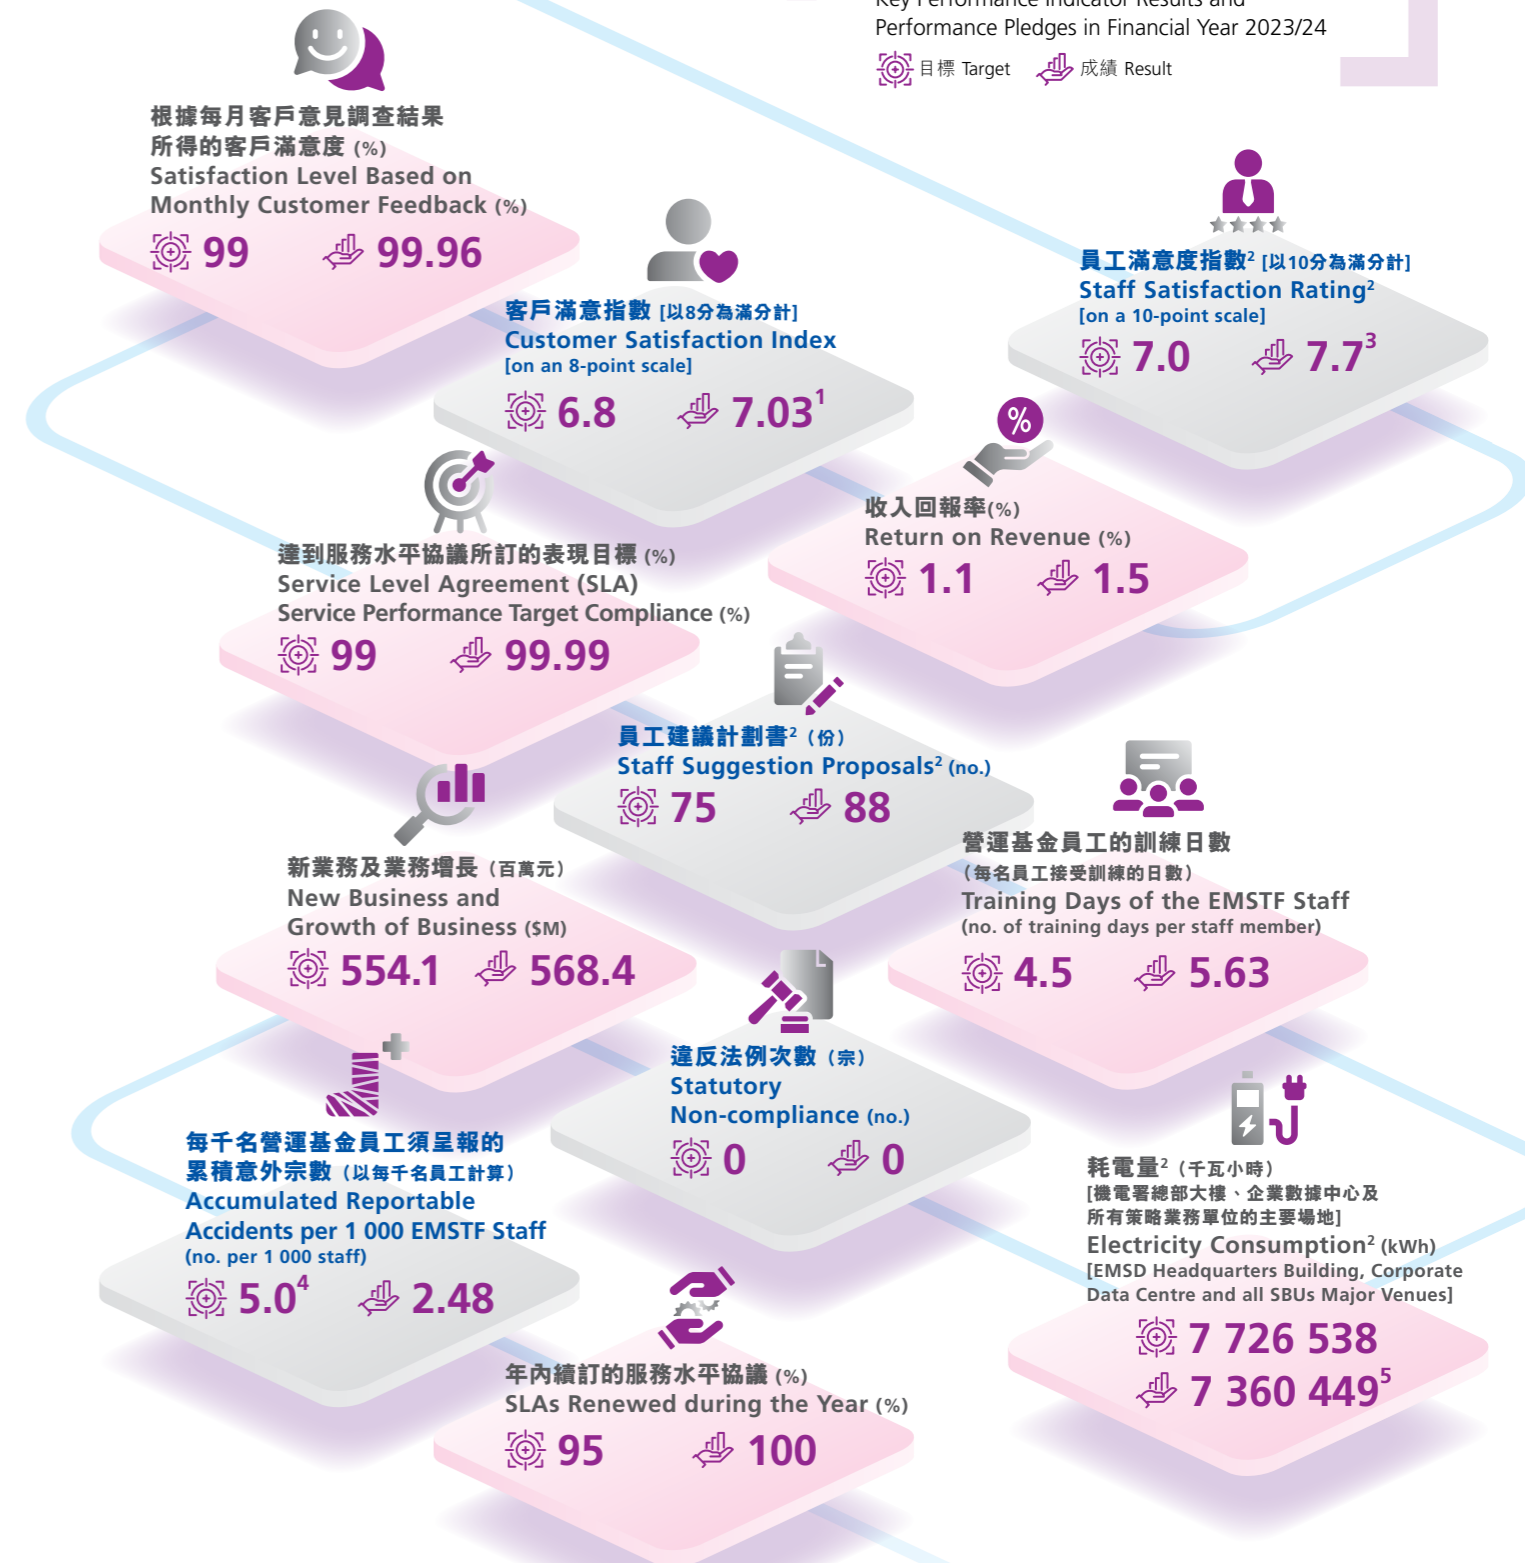 Key Performance Indicator Results and
Performance Pledges in Financial Year 2023/24
目標 Target 成績 Result
根據每月客戶意見調查結果
所得的客戶滿意度 (%)
Satisfaction Level Based on
Monthly Customer Feedback (%)
99 99.96
客戶滿意指數 [以8分為滿分計]
Customer Satisfaction Index
[on an 8-point scale]
6.8 7.03¹
員工滿意度指數² [以10分為滿分計]
Staff Satisfaction Rating²
[on a 10-point scale]
7.0 7.7³
收入回報率(%)
Return on Revenue (%)
1.1 1.5
達到服務水平協議所訂的表現目標 (%)
Service Level Agreement (SLA)
Service Performance Target Compliance (%)
99 99.99
員工建議計劃書²（份）
Staff Suggestion Proposals² (no.)
75 88
新業務及業務增長（百萬元）
New Business and
Growth of Business ($M)
554.1 568.4
營運基金員工的訓練日數
（每名員工接受訓練的日數）
Training Days of the EMSTF Staff
(no. of training days per staff member)
4.5 5.63
違反法例次數（宗）
Statutory
Non-compliance (no.)
0 0
每千名營運基金員工須呈報的
累積意外宗數（以每千名員工計算）
Accumulated Reportable
Accidents per 1 000 EMSTF Staff
(no. per 1 000 staff)
5.0⁴ 2.48
耗電量²（千瓦小時）
[機電署總部大樓、企業數據中心及
所有策略業務單位的主要場地]
Electricity Consumption² (kWh)
[EMSD Headquarters Building, Corporate
Data Centre and all SBUs Major Venues]
7 726 538
7 360 449⁵
年內續訂的服務水平協議 (%)
SLAs Renewed during the Year (%)
95 100